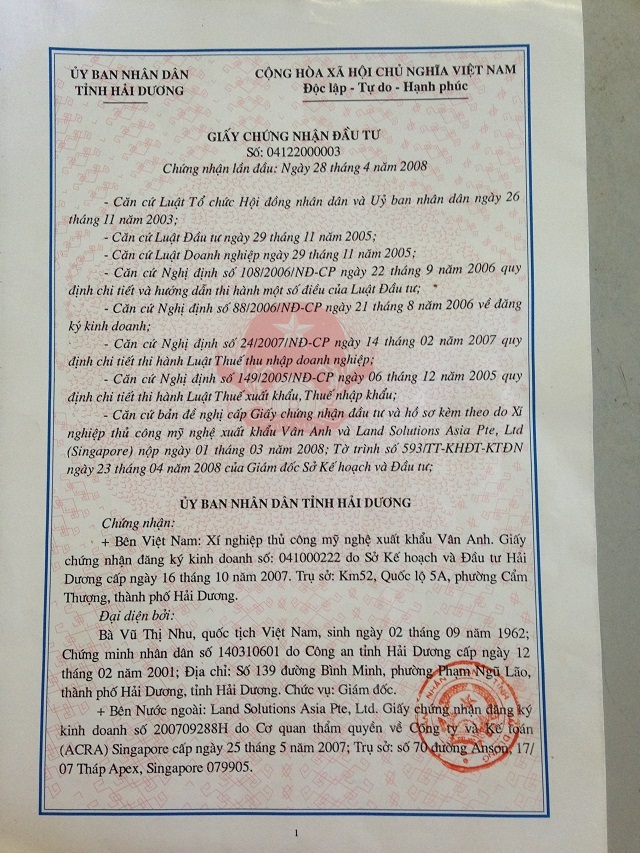 ỦY BAN NHÂN DÂN
TỈNH HẢI DƯƠNG
CỘNG HÒA XÃ HỘI CHỦ NGHĨA VIỆT NAM
Độc lập - Tự do - Hạnh phúc
GIẤY CHỨNG NHẬN ĐẦU TƯ
Số: 04122000003
Chứng nhận lần đầu: Ngày 28 tháng 4 năm 2008
- Căn cứ Luật Tổ chức Hội đồng nhân dân và Uỷ ban nhân dân ngày 26
tháng 11 năm 2003;
- Căn cứ Luật Đầu tư ngày 29 tháng 11 năm 2005;
- Căn cứ Luật Doanh nghiệp ngày 29 tháng 11 năm 2005;
- Căn cứ Nghị định số 108/2006/NĐ-CP ngày 22 tháng 9 năm 2006 quy
định chi tiết và hướng dẫn thi hành một số điều của Luật Đầu tư;
- Căn cứ Nghị định số 88/2006/NĐ-CP ngày 21 tháng 8 năm 2006 về đăng
ký kinh doanh;
- Căn cứ Nghị định số 24/2007/NĐ-CP ngày 14 tháng 02 năm 2007 quy
định chi tiết thi hành Luật Thuế thu nhập doanh nghiệp;
- Căn cứ Nghị định số 149/2005/NĐ-CP ngày 06 tháng 12 năm 2005 quy
định chi tiết thi hành Luật Thuế xuất khẩu, Thuế nhập khẩu;
- Căn cứ bản đề nghị cấp Giấy chứng nhận đầu tư và hồ sơ kèm theo do Xí
nghiệp thủ công mỹ nghệ xuất khẩu Vân Anh và Land Solutions Asia Pte, Ltd
(Singapore) nộp ngày 01 tháng 03 năm 2008; Tờ trình số 593/TT-KHĐT-KTĐN
ngày 23 tháng 04 năm 2008 của Giám đốc Sở Kế hoạch và Đầu tư;
ỦY BAN NHÂN DÂN TỈNH HẢI DƯƠNG
Chứng nhận:
+ Bên Việt Nam: Xí nghiệp thủ công mỹ nghệ xuất khẩu Vân Anh. Giấy
chứng nhận đăng ký kinh doanh số: 041000222 do Sở Kế hoạch và Đầu tư Hải
Dương cấp ngày 16 tháng 10 năm 2007. Trụ sở: Km52, Quốc lộ 5A, phường Cẩm
Thượng, thành phố Hải Dương.
Đại diện bởi:
Bà Vũ Thị Nhu, quốc tịch Việt Nam, sinh ngày 02 tháng 09 năm 1962;
Chứng minh nhân dân số 140310601 do Công an tỉnh Hải Dương cấp ngày 12
tháng 02 năm 2001; Địa chỉ: Số 139 đường Bình Minh, phường Phạm Ngũ Lão,
thành phố Hải Dương, tỉnh Hải Dương. Chức vụ: Giám đốc.
+ Bên Nước ngoài: Land Solutions Asia Pte, Ltd. Giấy chứng nhận đăng ký
kinh doanh số 200709288H do Cơ quan thẩm quyền về Công ty và Kế toán
(ACRA) Singapore cấp ngày 25 tháng 5 năm 2007; Trụ sở: số 70 đường Anson, 17/
07 Tháp Apex, Singapore 079905.
1